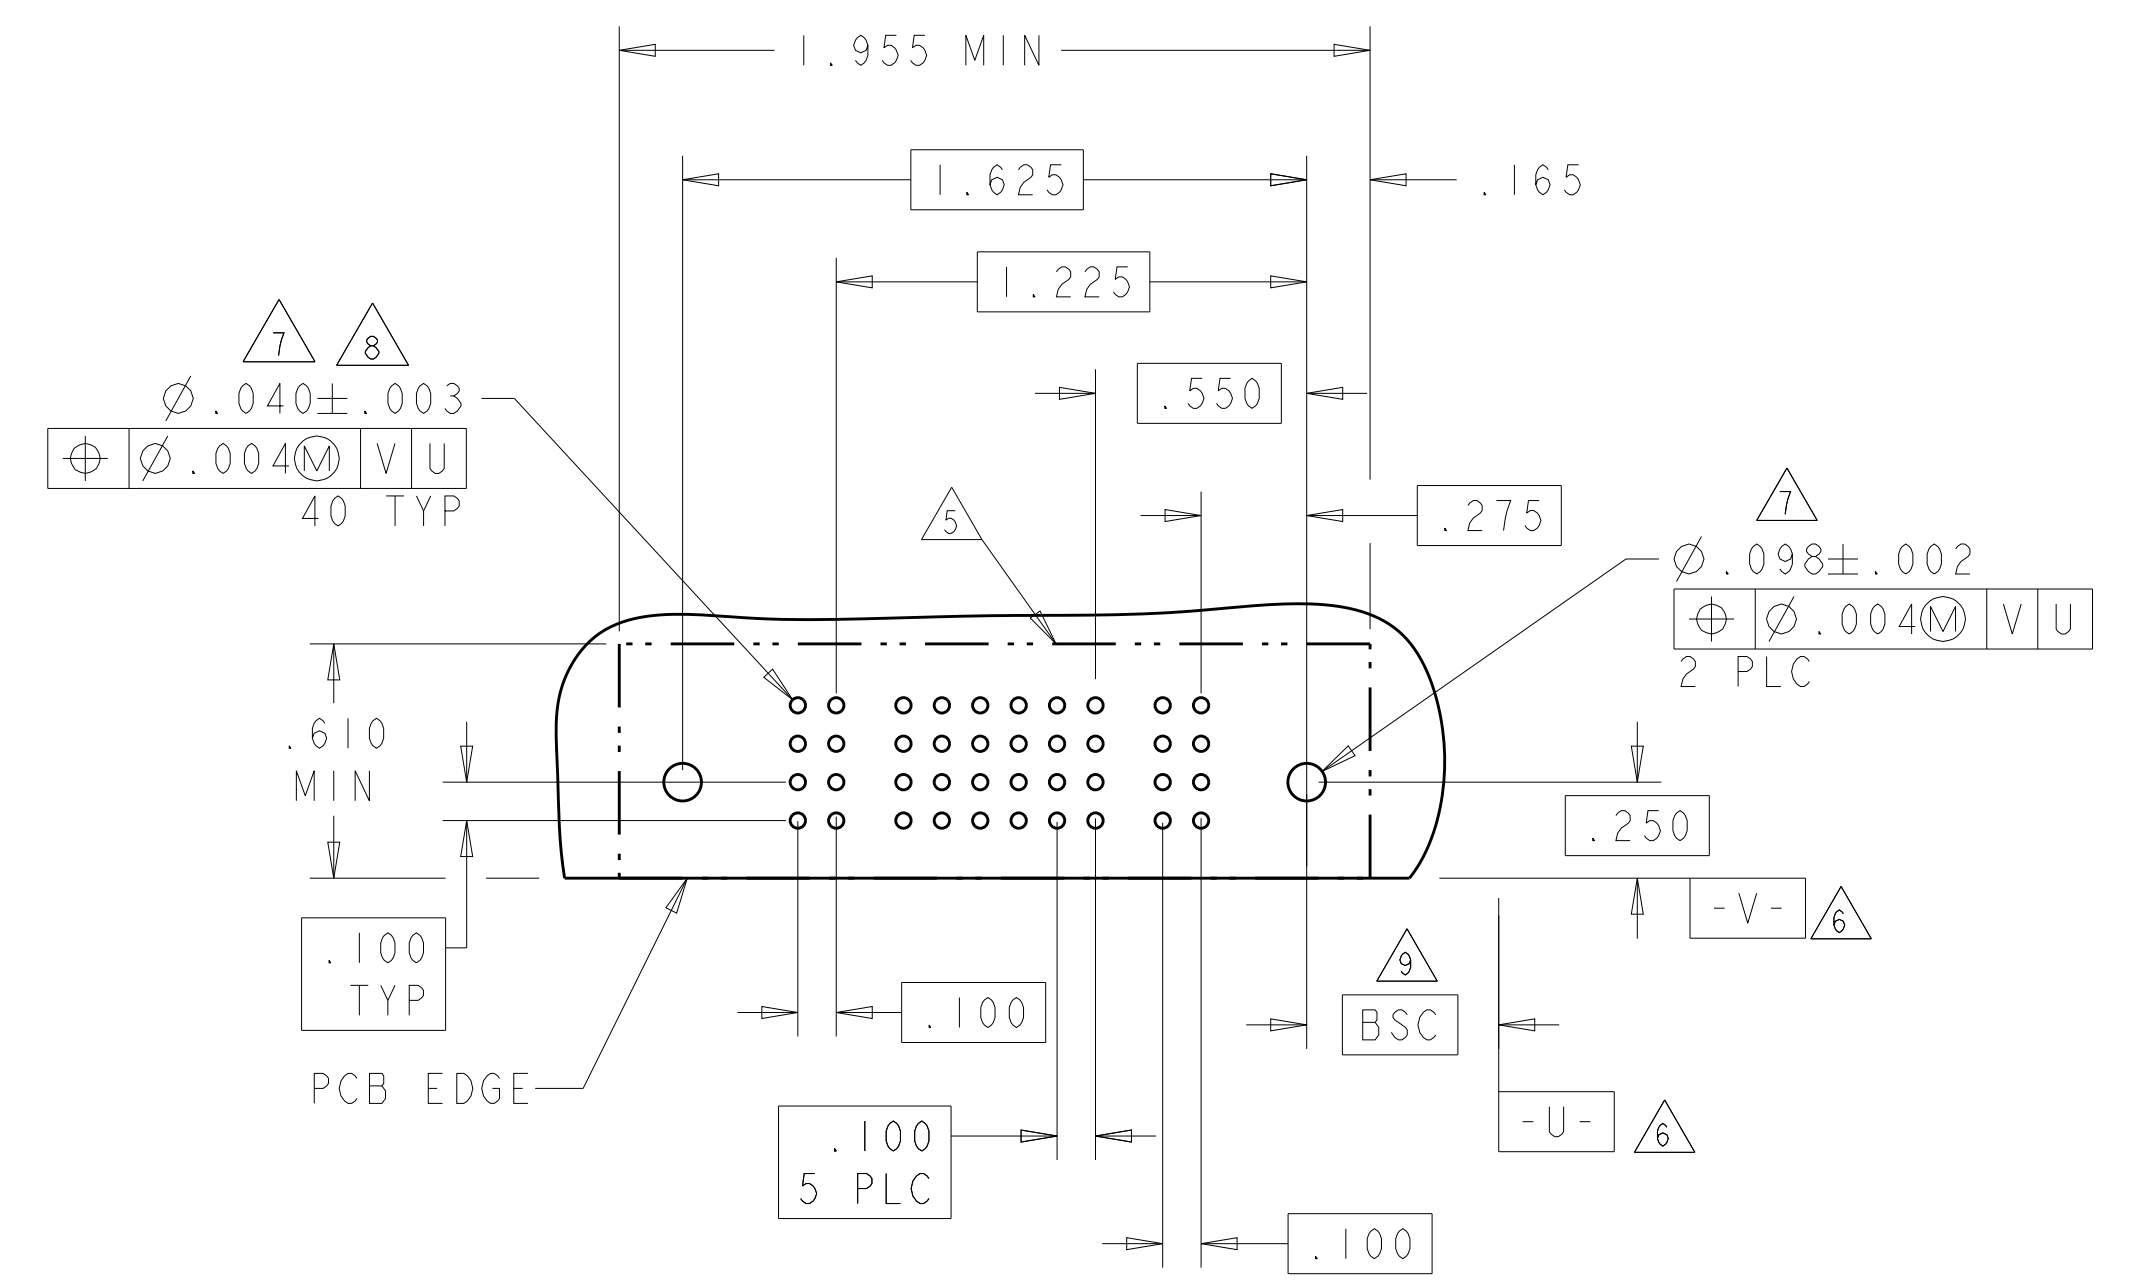 1.955 MIN
1.625
.165
1.225
7 8
.550
Ø.040±.003
⌖ Ø.004Ⓜ V U
40 TYP
5
.275
7
Ø.098±.002
⌖ Ø.004Ⓜ V U
2 PLC
.610
MIN
.250
-V- 6
.100
TYP
9
.100
BSC
PCB EDGE
.100
5 PLC
-U- 6
.100